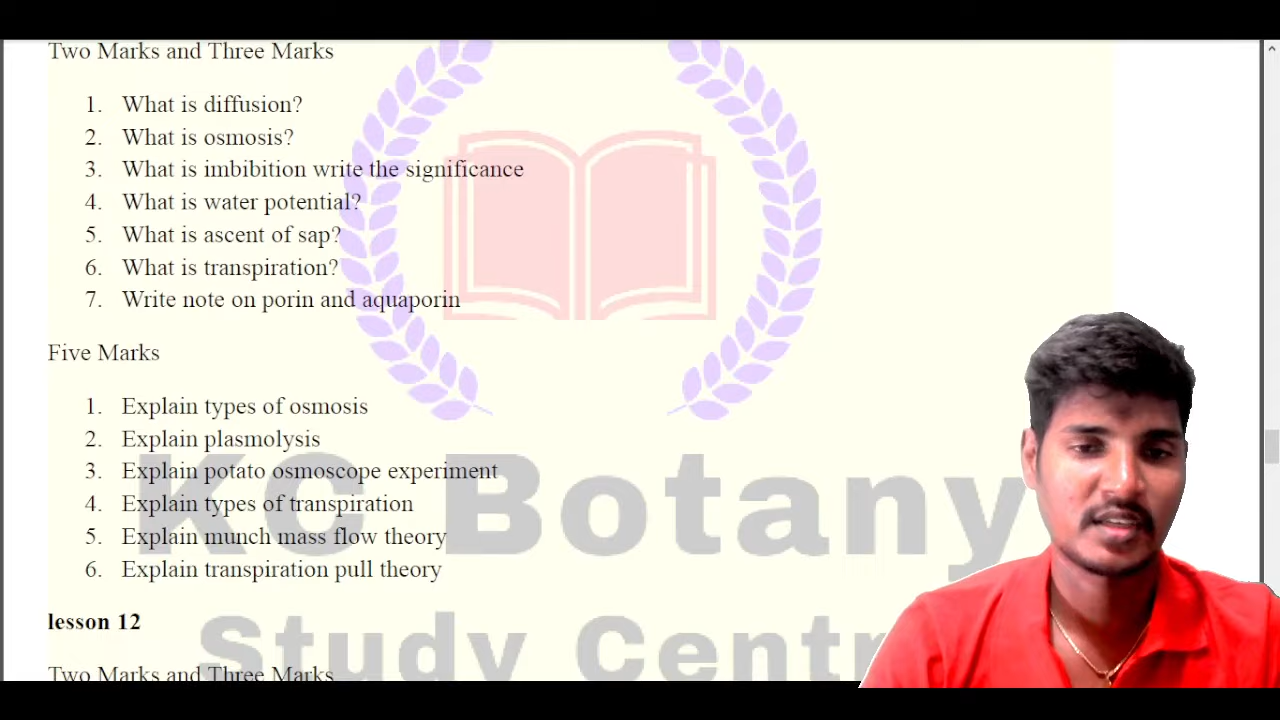 Two Marks and Three Marks
1. What is diffusion?
2. What is osmosis?
3. What is imbibition write the significance
4. What is water potential?
5. What is ascent of sap?
6. What is transpiration?
7. Write note on porin and aquaporin
Five Marks
1. Explain types of osmosis
2. Explain plasmolysis
3. Explain potato osmoscope experiment
4. Explain types of transpiration
5. Explain munch mass flow theory
6. Explain transpiration pull theory
KC Botany
lesson 12
Study Centr
Two Marks and Three Marks